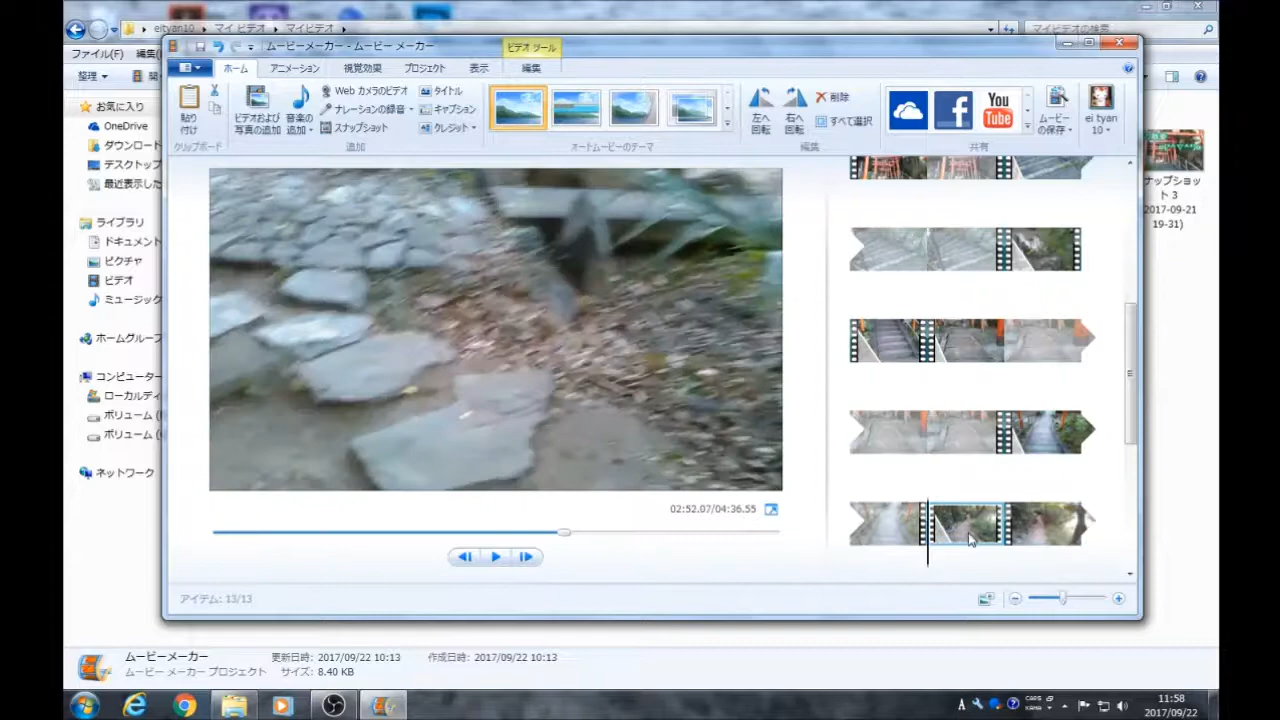 eityan10 ▸ マイ ビデオ ▸ マイビデオ ▸
マイビデオの検索
ファイル(F) 編集(
整理
ムービーメーカー - ムービー メーカー
ビデオ ツール
ホーム アニメーション 視覚効果 プロジェクト 表示 編集
貼り
付け
クリップボード
ビデオおよび
写真の追加
音楽の
追加
Web カメラのビデオ
ナレーションの録音
スナップショット
タイトル
キャプション
クレジット
追加
オートムービーのテーマ
左へ
回転
右へ
回転
削除
すべて選択
編集
You
Tube
共有
ムービー
の保存
ei tyan
10
お気に入り
OneDrive
ダウンロード
デスクトップ
最近表示した
ライブラリ
ドキュメント
ピクチャ
ビデオ
ミュージック
ホームグループ
コンピューター
ローカルディ
ボリューム (
ボリューム (
ネットワーク
ナップショッ
ト 3
2017-09-21
19-31)
02:52.07/04:36.55
アイテム: 13/13
ムービーメーカー 更新日時: 2017/09/22 10:13 作成日時: 2017/09/22 10:13
ムービー メーカー プロジェクト サイズ: 8.40 KB
A
CAPS
KANA
11:58
2017/09/22